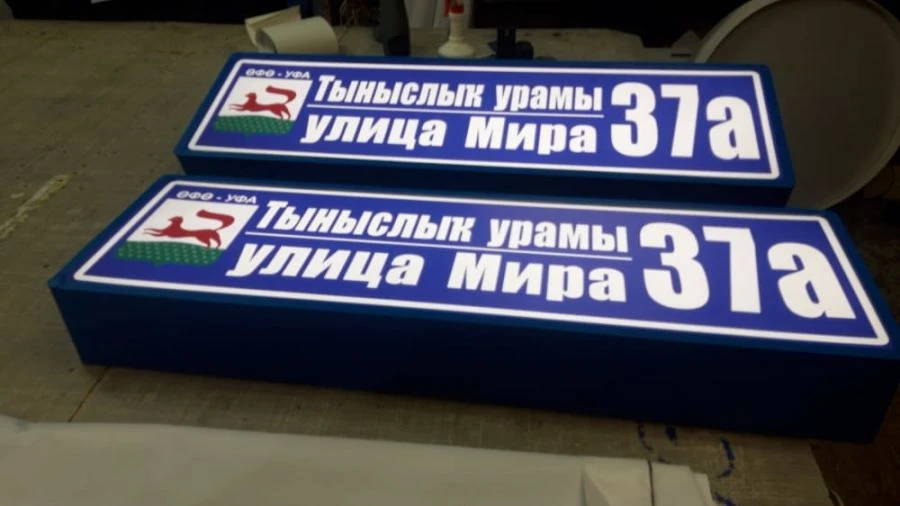 ӨФӨ - УФА
Тыныслыҡ урамы
улица Мира
37а
ӨФӨ - УФА
Тыныслыҡ урамы
улица Мира
37а